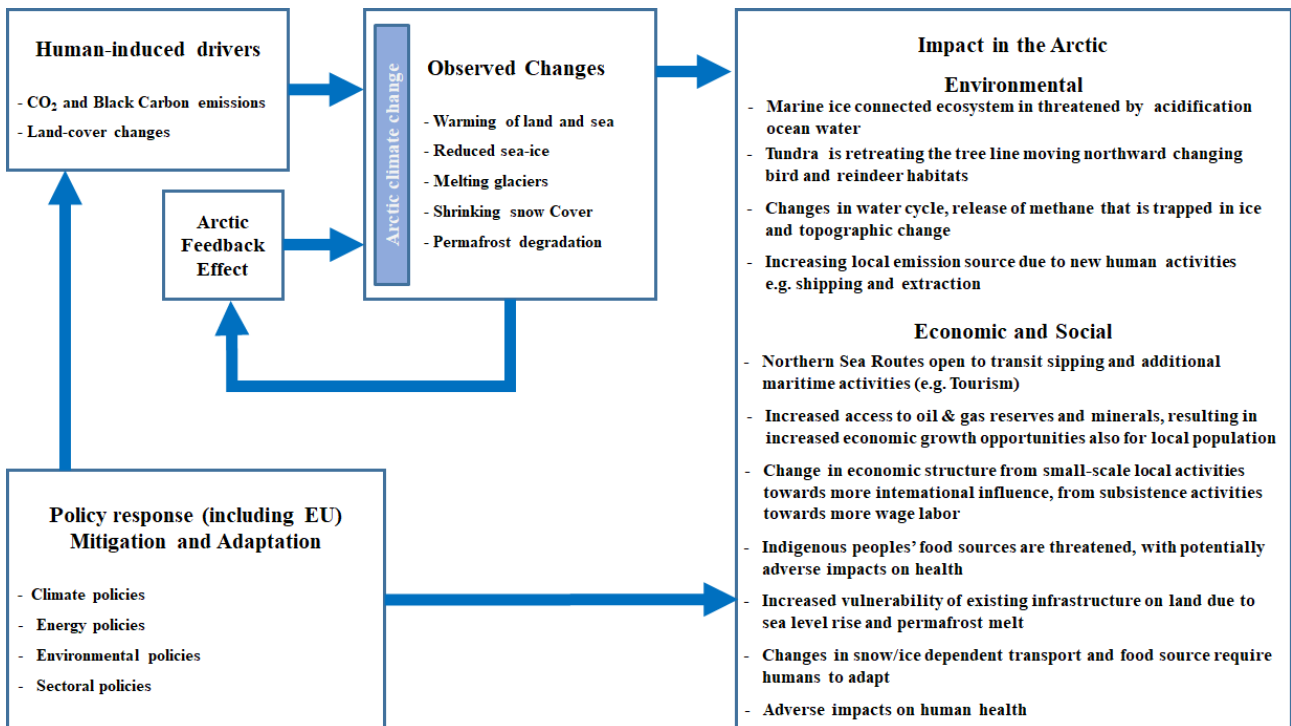 Human-induced drivers
- CO₂ and Black Carbon emissions
- Land-cover changes
Arctic climate change
Observed Changes
- Warming of land and sea
- Reduced sea-ice
- Melting glaciers
- Shrinking snow Cover
- Permafrost degradation
Arctic
Feedback
Effect
Policy response (including EU)
Mitigation and Adaptation
- Climate policies
- Energy policies
- Environmental policies
- Sectoral policies
Impact in the Arctic
Environmental
- Marine ice connected ecosystem in threatened by acidification
ocean water
- Tundra is retreating the tree line moving northward changing
bird and reindeer habitats
- Changes in water cycle, release of methane that is trapped in ice
and topographic change
- Increasing local emission source due to new human activities
e.g. shipping and extraction
Economic and Social
- Northern Sea Routes open to transit sipping and additional
maritime activities (e.g. Tourism)
- Increased access to oil & gas reserves and minerals, resulting in
increased economic growth opportunities also for local population
- Change in economic structure from small-scale local activities
towards more international influence, from subsistence activities
towards more wage labor
- Indigenous peoples’ food sources are threatened, with potentially
adverse impacts on health
- Increased vulnerability of existing infrastructure on land due to
sea level rise and permafrost melt
- Changes in snow/ice dependent transport and food source require
humans to adapt
- Adverse impacts on human health